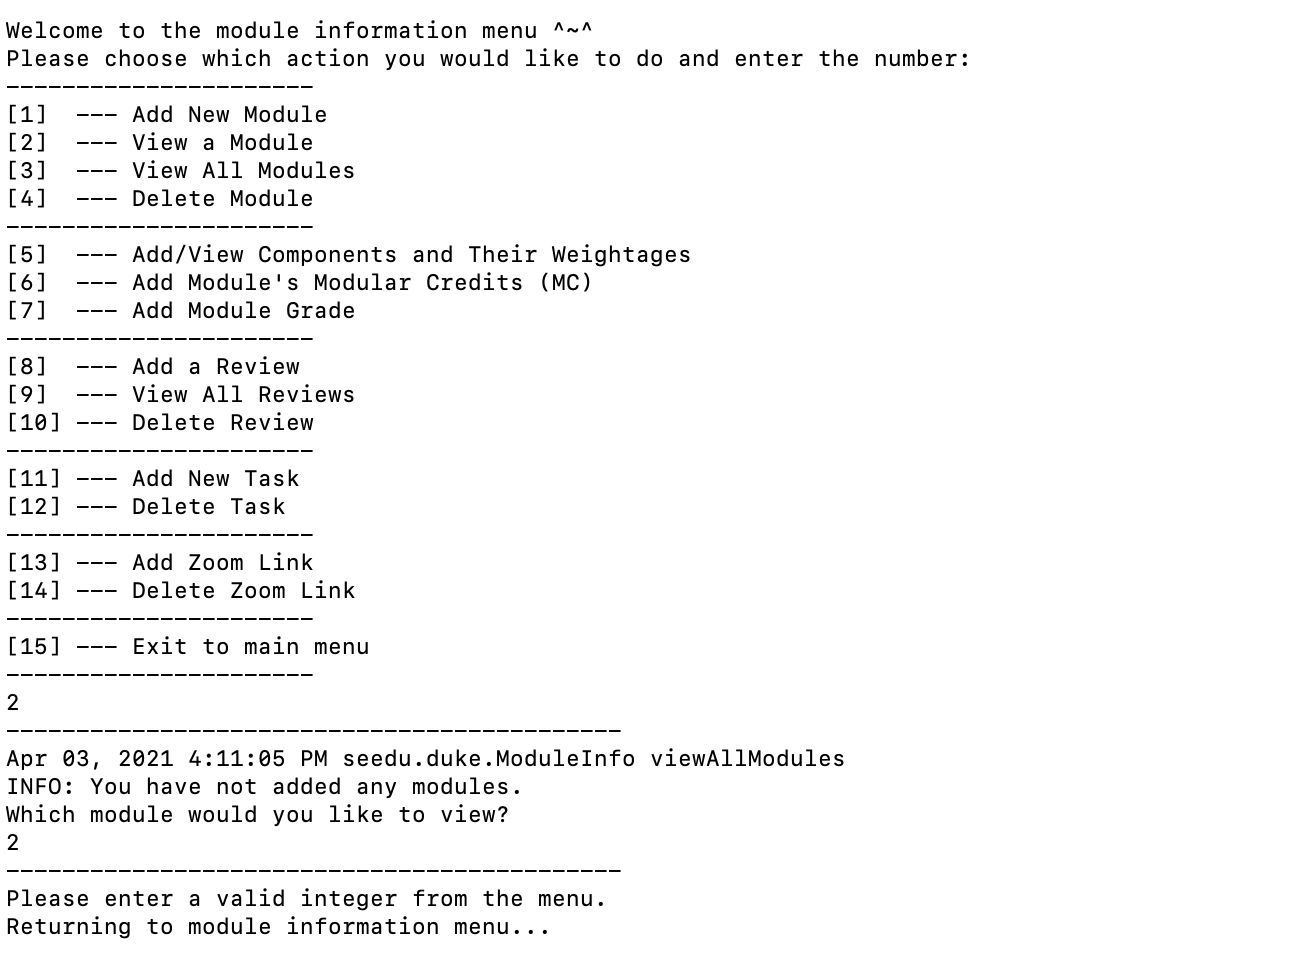 Welcome to the module information menu ^~^
Please choose which action you would like to do and enter the number:
----------------------
[1]  --- Add New Module
[2]  --- View a Module
[3]  --- View All Modules
[4]  --- Delete Module
----------------------
[5]  --- Add/View Components and Their Weightages
[6]  --- Add Module's Modular Credits (MC)
[7]  --- Add Module Grade
----------------------
[8]  --- Add a Review
[9]  --- View All Reviews
[10] --- Delete Review
----------------------
[11] --- Add New Task
[12] --- Delete Task
----------------------
[13] --- Add Zoom Link
[14] --- Delete Zoom Link
----------------------
[15] --- Exit to main menu
----------------------
2
--------------------------------------------
Apr 03, 2021 4:11:05 PM seedu.duke.ModuleInfo viewAllModules
INFO: You have not added any modules.
Which module would you like to view?
2
--------------------------------------------
Please enter a valid integer from the menu.
Returning to module information menu...